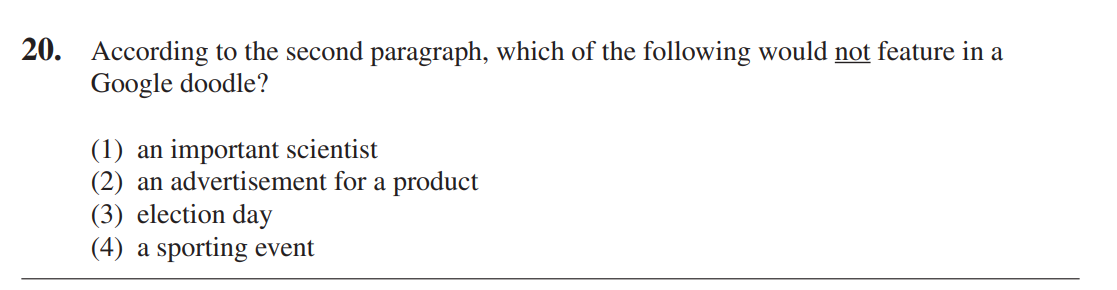 20. According to the second paragraph, which of the following would not feature in a
Google doodle?
(1) an important scientist
(2) an advertisement for a product
(3) election day
(4) a sporting event